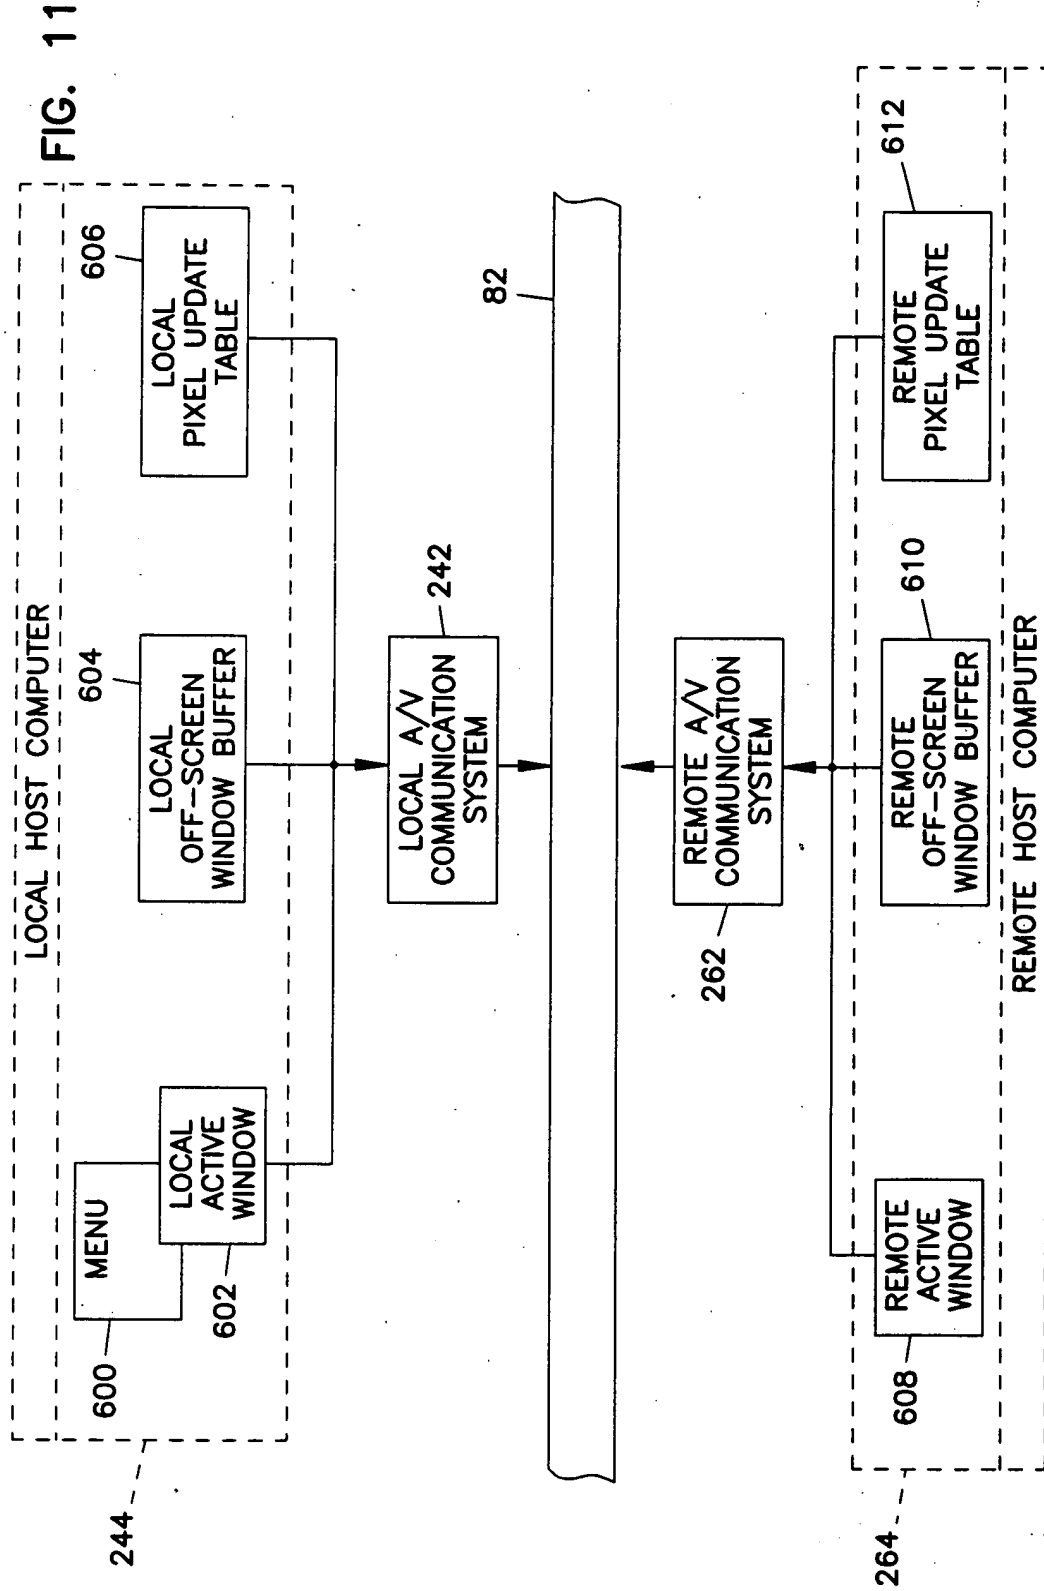 FIG. 11
LOCAL HOST COMPUTER
244
600
MENU
602
LOCAL
ACTIVE
WINDOW
604
LOCAL
OFF-SCREEN
WINDOW BUFFER
606
LOCAL
PIXEL UPDATE
TABLE
242
LOCAL A/V
COMMUNICATION
SYSTEM
82
262
REMOTE A/V
COMMUNICATION
SYSTEM
264
608
REMOTE
ACTIVE
WINDOW
610
REMOTE
OFF-SCREEN
WINDOW BUFFER
612
REMOTE
PIXEL UPDATE
TABLE
REMOTE HOST COMPUTER